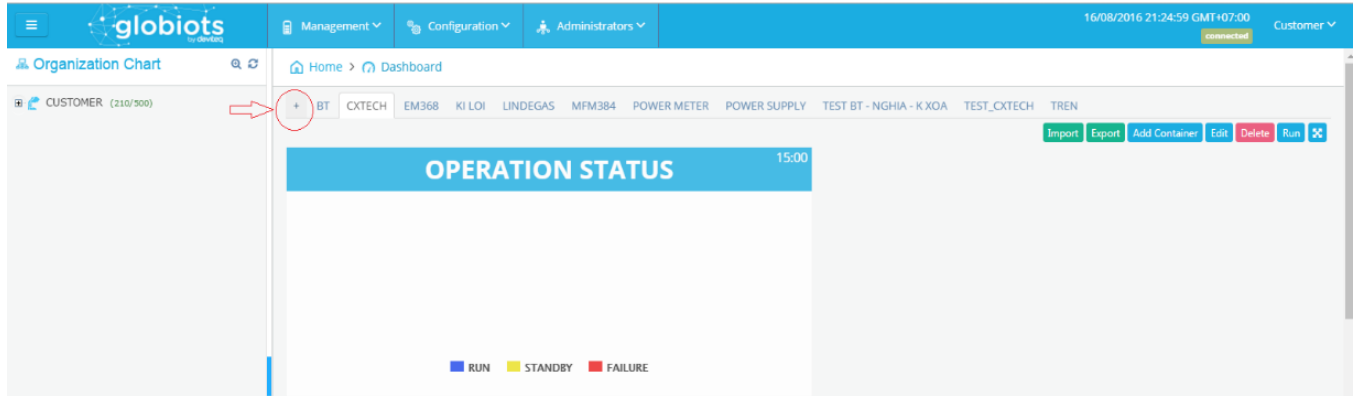 globiots
by deviteq
Management
Configuration
Administrators
16/08/2016 21:24:59 GMT+07:00
connected
Customer
Organization Chart
Home > Dashboard
CUSTOMER (210/500)
+ BT CXTECH EM368 KI LOI LINDEGAS MFM384 POWER METER POWER SUPPLY TEST BT - NGHIA - K XOA TEST_CXTECH TREN
Import Export Add Container Edit Delete Run
OPERATION STATUS
15:00
RUN STANDBY FAILURE